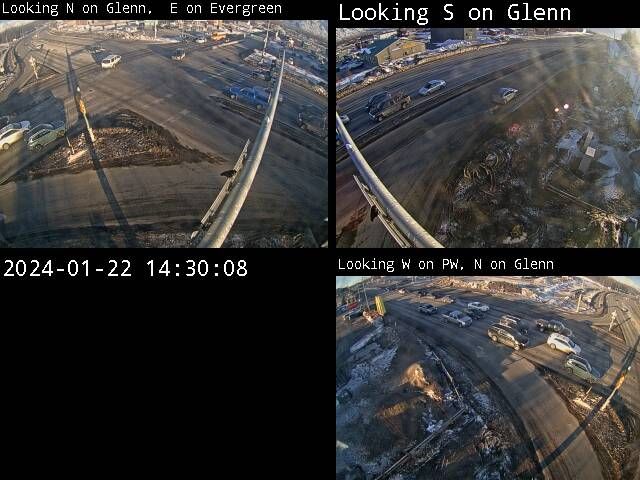 Looking N on Glenn, E on Evergreen
Looking S on Glenn
2024-01-22 14:30:08
Looking W on PW, N on Glenn